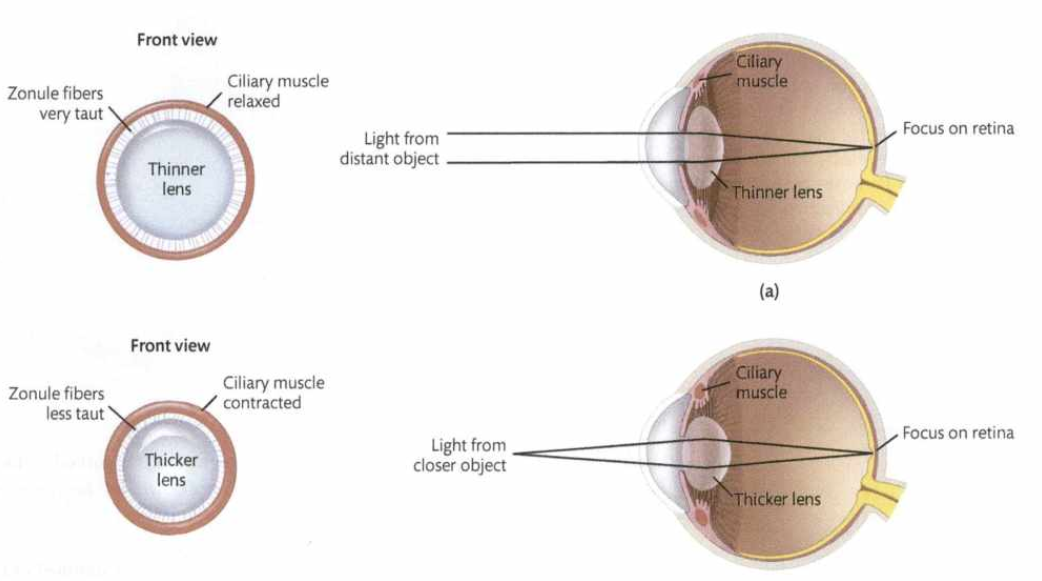 Front view
Zonule fibers
very taut
Ciliary muscle
relaxed
Thinner
lens
Light from
distant object
Ciliary
muscle
Focus on retina
Thinner lens
(a)
Front view
Zonule fibers
less taut
Ciliary muscle
contracted
Thicker
lens
Light from
closer object
Ciliary
muscle
Focus on retina
Thicker lens